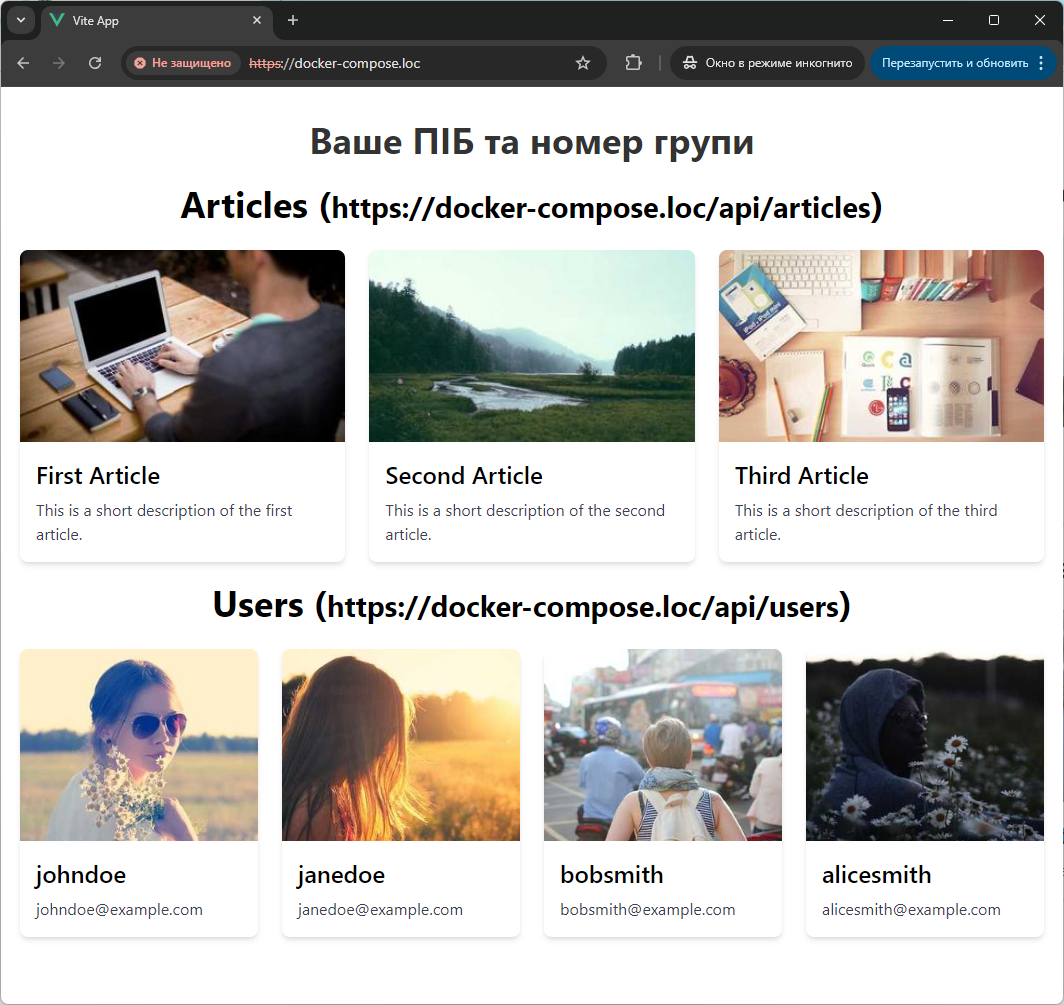 Vite App
Не защищено
https://docker-compose.loc
Окно в режиме инкогнито
Перезапустить и обновить
Ваше ПІБ та номер групи
Articles (https://docker-compose.loc/api/articles)
First Article
This is a short description of the first
article.
Second Article
This is a short description of the second
article.
Third Article
This is a short description of the third
article.
Users (https://docker-compose.loc/api/users)
johndoe
johndoe@example.com
janedoe
janedoe@example.com
bobsmith
bobsmith@example.com
alicesmith
alicesmith@example.com